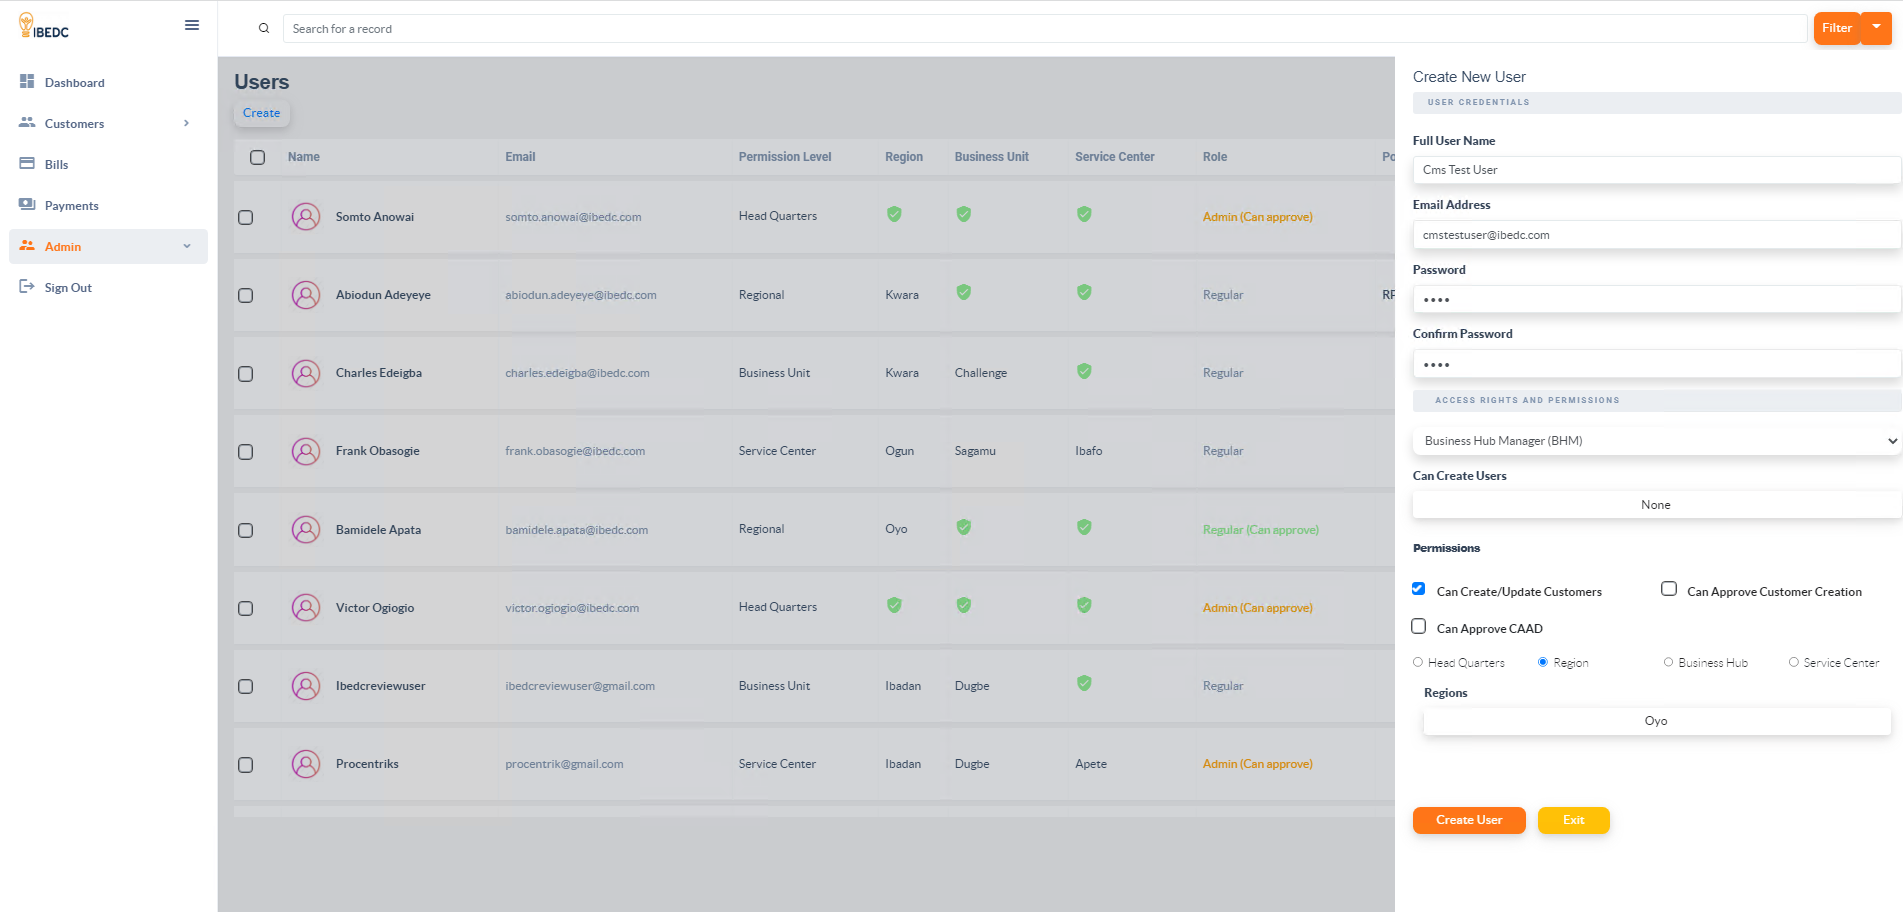 IBEDC
Search for a record
Filter
Dashboard
Customers
Bills
Payments
Admin
Sign Out
Users
Create
Name Email Permission Level Region Business Unit Service Center Role Po
Somto Anowai somto.anowai@ibedc.com Head Quarters Admin (Can approve)
Abiodun Adeyeye abiodun.adeyeye@ibedc.com Regional Kwara Regular RP
Charles Edeigba charles.edeigba@ibedc.com Business Unit Kwara Challenge Regular
Frank Obasogie frank.obasogie@ibedc.com Service Center Ogun Sagamu Ibafo Regular
Bamidele Apata bamidele.apata@ibedc.com Regional Oyo Regular (Can approve)
Victor Ogiogio victor.ogiogio@ibedc.com Head Quarters Admin (Can approve)
Ibedcreviewuser ibedcreviewuser@gmail.com Business Unit Ibadan Dugbe Regular
Procentriks procentrik@gmail.com Service Center Ibadan Dugbe Apete Admin (Can approve)
Create New User
USER CREDENTIALS
Full User Name
Cms Test User
Email Address
cmstestuser@ibedc.com
Password
••••
Confirm Password
••••
ACCESS RIGHTS AND PERMISSIONS
Business Hub Manager (BHM)
Can Create Users
None
Permissions
Can Create/Update Customers Can Approve Customer Creation
Can Approve CAAD
Head Quarters Region Business Hub Service Center
Regions
Oyo
Create User Exit